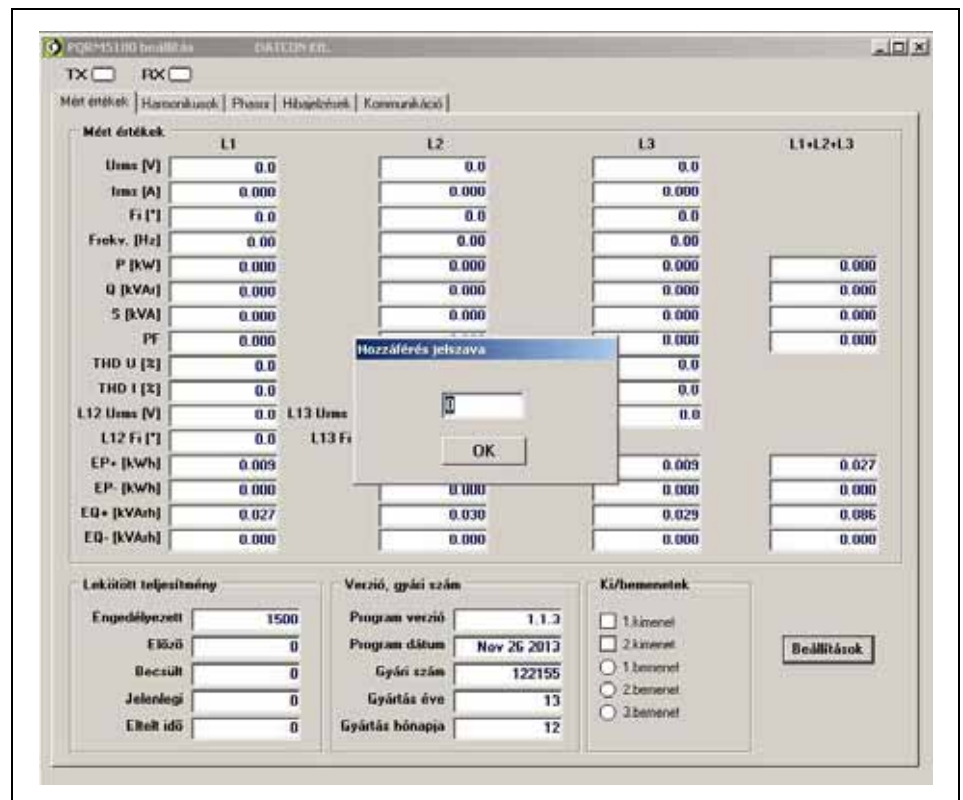 PQRM5100 beállítás DATCON Kft.
TX RX
Mért értékek Harmonikusok Phasor Hibajelzések Kommunikáció
Mért értékek
L1 L2 L3 L1+L2+L3
Urms [V] 0.0 0.0 0.0
Irms [A] 0.000 0.000 0.000
Fi [°] 0.0 0.0 0.0
Frekv. [Hz] 0.00 0.00 0.00
P [kW] 0.000 0.000 0.000 0.000
Q [kVAr] 0.000 0.000 0.000 0.000
S [kVA] 0.000 0.000 0.000 0.000
PF 0.000 0.000 0.000
Hozzáférés jelszava
THD U [%] 0.0 0.0
THD I [%] 0.0 0.0
0
L12 Urms [V] 0.0 L13 Urms 0.0
L12 Fi [°] 0.0 L13 Fi
OK
EP+ [kWh] 0.009 0.009 0.027
EP- [kWh] 0.000 0.000 0.000 0.000
EQ+ [kVArh] 0.027 0.030 0.029 0.086
EQ- [kVArh] 0.000 0.000 0.000 0.000
Lekötött teljesítmény
Engedélyezett 1500
Előző 0
Becsült 0
Jelenlegi 0
Eltelt idő 0
Verzió, gyári szám
Program verzió 1.1.3
Program dátum Nov 26 2013
Gyári szám 122155
Gyártás éve 13
Gyártás hónapja 12
Ki/bemenetek
1.kimenet
2.kimenet
1.bemenet
2.bemenet
3.bemenet
Beállítások